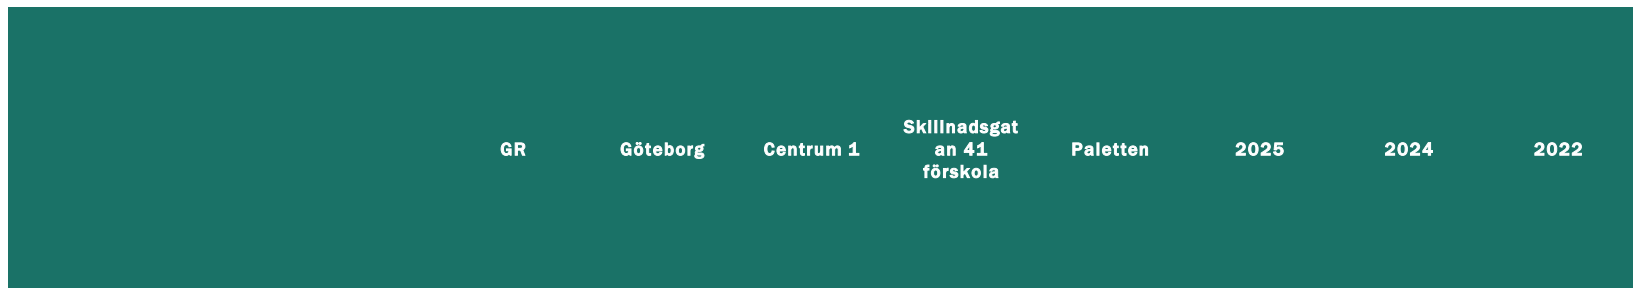 GR Göteborg Centrum 1 Skillnadsgat
an 41
förskola Paletten 2025 2024 2022